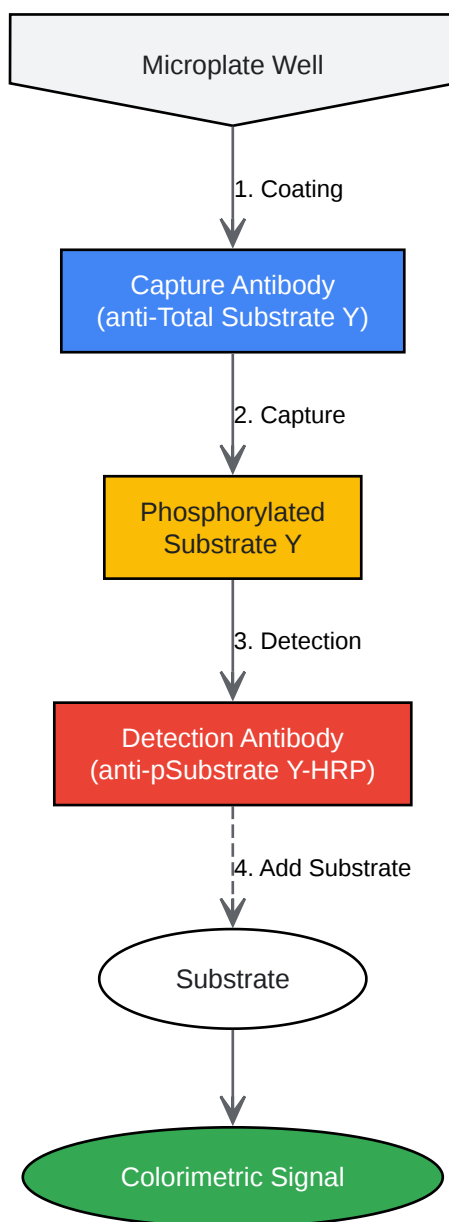 Microplate Well
1. Coating
Capture Antibody
(anti-Total Substrate Y)
2. Capture
Phosphorylated
Substrate Y
3. Detection
Detection Antibody
(anti-pSubstrate Y-HRP)
4. Add Substrate
Substrate
Colorimetric Signal